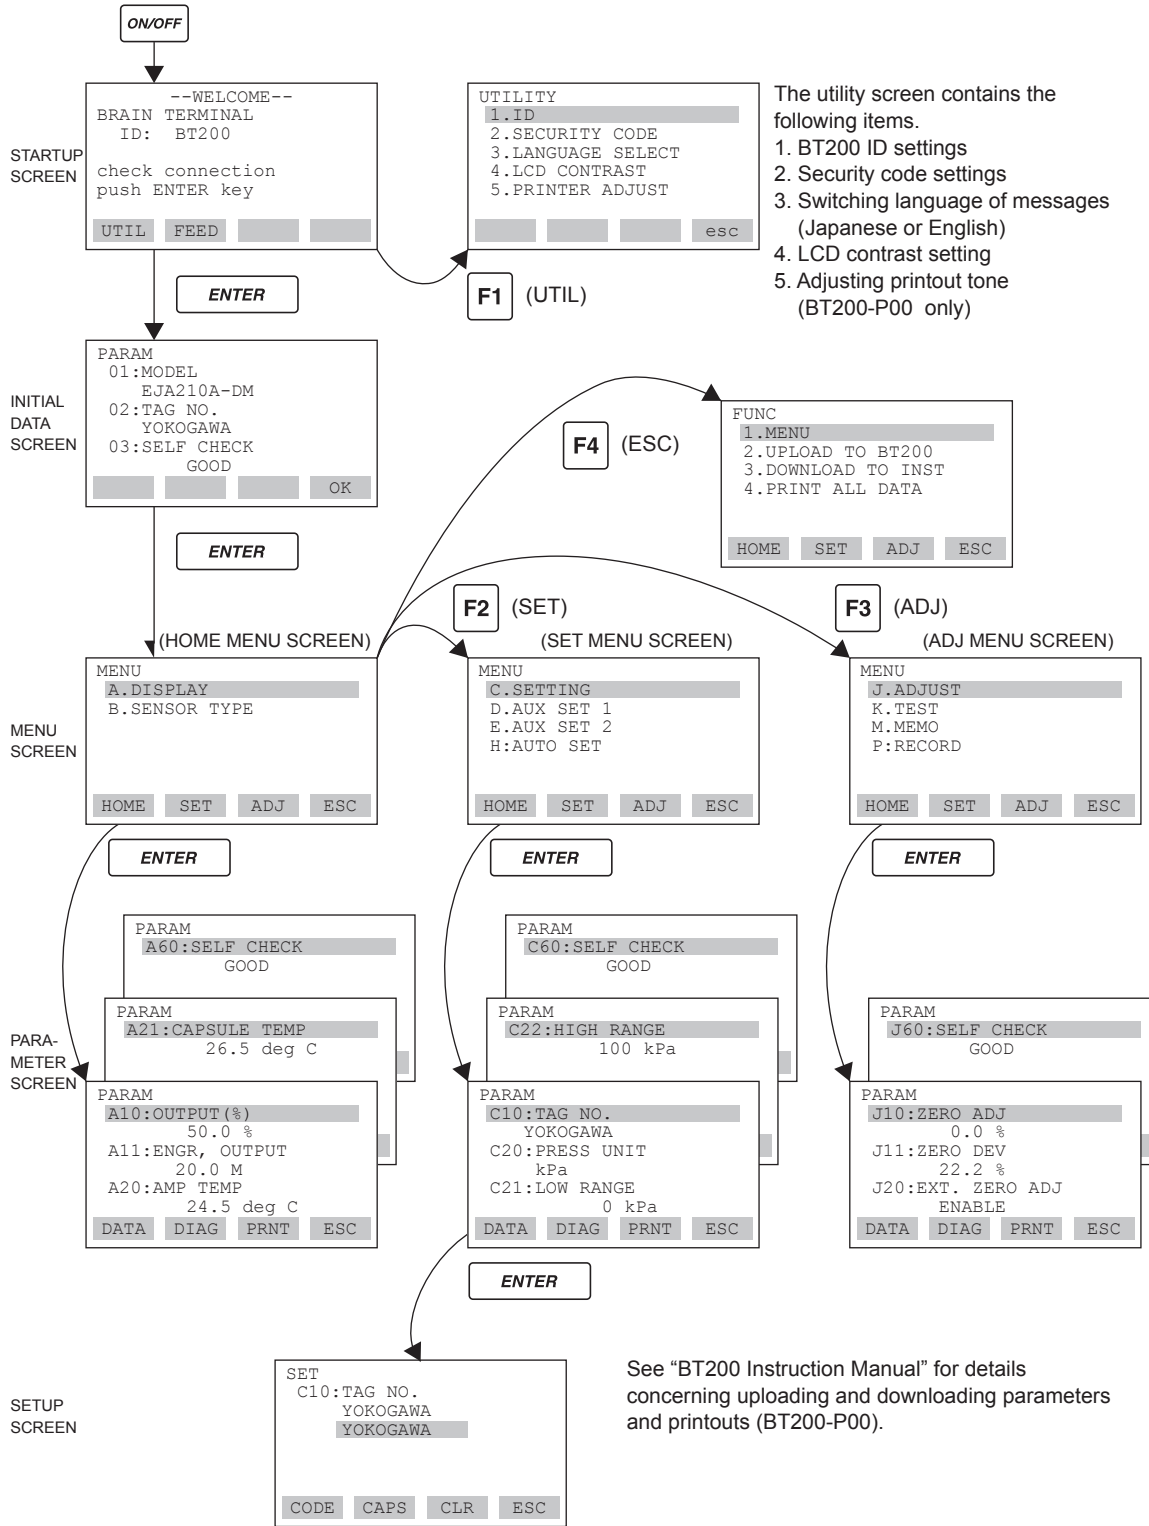 ON/OFF
STARTUP
SCREEN
--WELCOME--
BRAIN TERMINAL
ID: BT200
check connection
push ENTER key
UTIL FEED
UTILITY
1.ID
2.SECURITY CODE
3.LANGUAGE SELECT
4.LCD CONTRAST
5.PRINTER ADJUST
esc
The utility screen contains the
following items.
1. BT200 ID settings
2. Security code settings
3. Switching language of messages
(Japanese or English)
4. LCD contrast setting
5. Adjusting printout tone
(BT200-P00 only)
ENTER
F1 (UTIL)
INITIAL
DATA
SCREEN
PARAM
01:MODEL
EJA210A-DM
02:TAG NO.
YOKOGAWA
03:SELF CHECK
GOOD
OK
F4 (ESC)
FUNC
1.MENU
2.UPLOAD TO BT200
3.DOWNLOAD TO INST
4.PRINT ALL DATA
HOME SET ADJ ESC
ENTER
F2 (SET)
F3 (ADJ)
(HOME MENU SCREEN)
(SET MENU SCREEN)
(ADJ MENU SCREEN)
MENU
SCREEN
MENU
A.DISPLAY
B.SENSOR TYPE
HOME SET ADJ ESC
MENU
C.SETTING
D.AUX SET 1
E.AUX SET 2
H:AUTO SET
HOME SET ADJ ESC
MENU
J.ADJUST
K.TEST
M.MEMO
P:RECORD
HOME SET ADJ ESC
ENTER
ENTER
ENTER
PARA-
METER
SCREEN
PARAM
A60:SELF CHECK
GOOD
PARAM
A21:CAPSULE TEMP
26.5 deg C
PARAM
A10:OUTPUT(%)
50.0 %
A11:ENGR, OUTPUT
20.0 M
A20:AMP TEMP
24.5 deg C
DATA DIAG PRNT ESC
PARAM
C60:SELF CHECK
GOOD
PARAM
C22:HIGH RANGE
100 kPa
PARAM
C10:TAG NO.
YOKOGAWA
C20:PRESS UNIT
kPa
C21:LOW RANGE
0 kPa
DATA DIAG PRNT ESC
PARAM
J60:SELF CHECK
GOOD
PARAM
J10:ZERO ADJ
0.0 %
J11:ZERO DEV
22.2 %
J20:EXT. ZERO ADJ
ENABLE
DATA DIAG PRNT ESC
ENTER
SETUP
SCREEN
SET
C10:TAG NO.
YOKOGAWA
YOKOGAWA
CODE CAPS CLR ESC
See “BT200 Instruction Manual” for details
concerning uploading and downloading parameters
and printouts (BT200-P00).